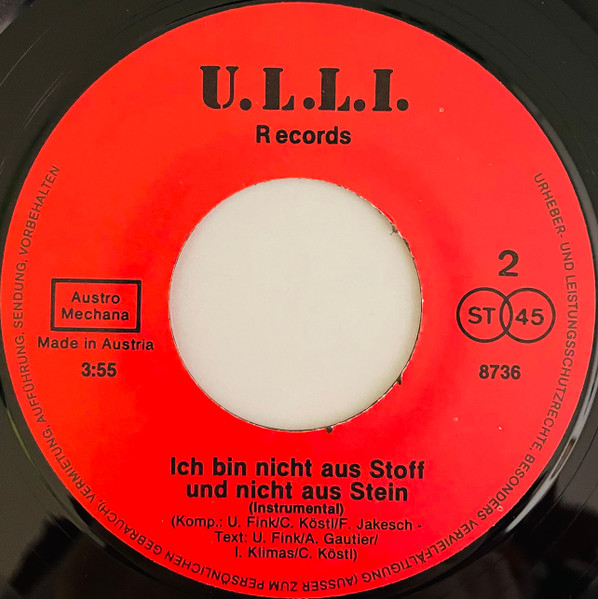 U.L.L.I.
Records
2
Austro
Mechana
Made in Austria
3:55
ST 45
8736
Ich bin nicht aus Stoff
und nicht aus Stein
(Instrumental)
(Komp.: U. Fink/C. Köstl/F. Jakesch -
Text: U. Fink/A. Gautier/
I. Klimas/C. Köstl)
URHEBER- UND LEISTUNGSSCHUTZRECHTE, BESONDERS VERVIELFÄLTIGUNG (AUSSER ZUM PERSÖNLICHEN GEBRAUCH), VERMIETUNG, AUFFÜHRUNG, SENDUNG, VORBEHALTEN